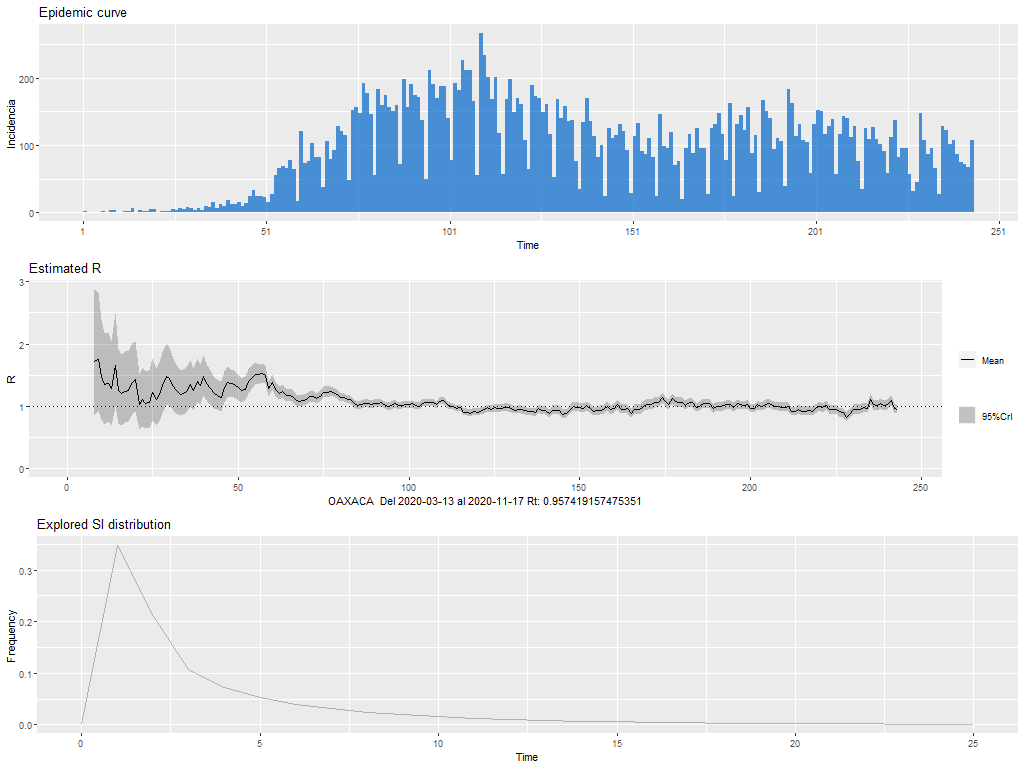 Epidemic curve
Incidencia
200
100
0
1
51
101
151
201
251
Time
Estimated R
R
3
2
1
0
0
50
100
150
200
250
Mean
95%CrI
OAXACA Del 2020-03-13 al 2020-11-17 Rt: 0.957419157475351
Explored SI distribution
Frequency
0.3
0.2
0.1
0.0
0
5
10
15
20
25
Time